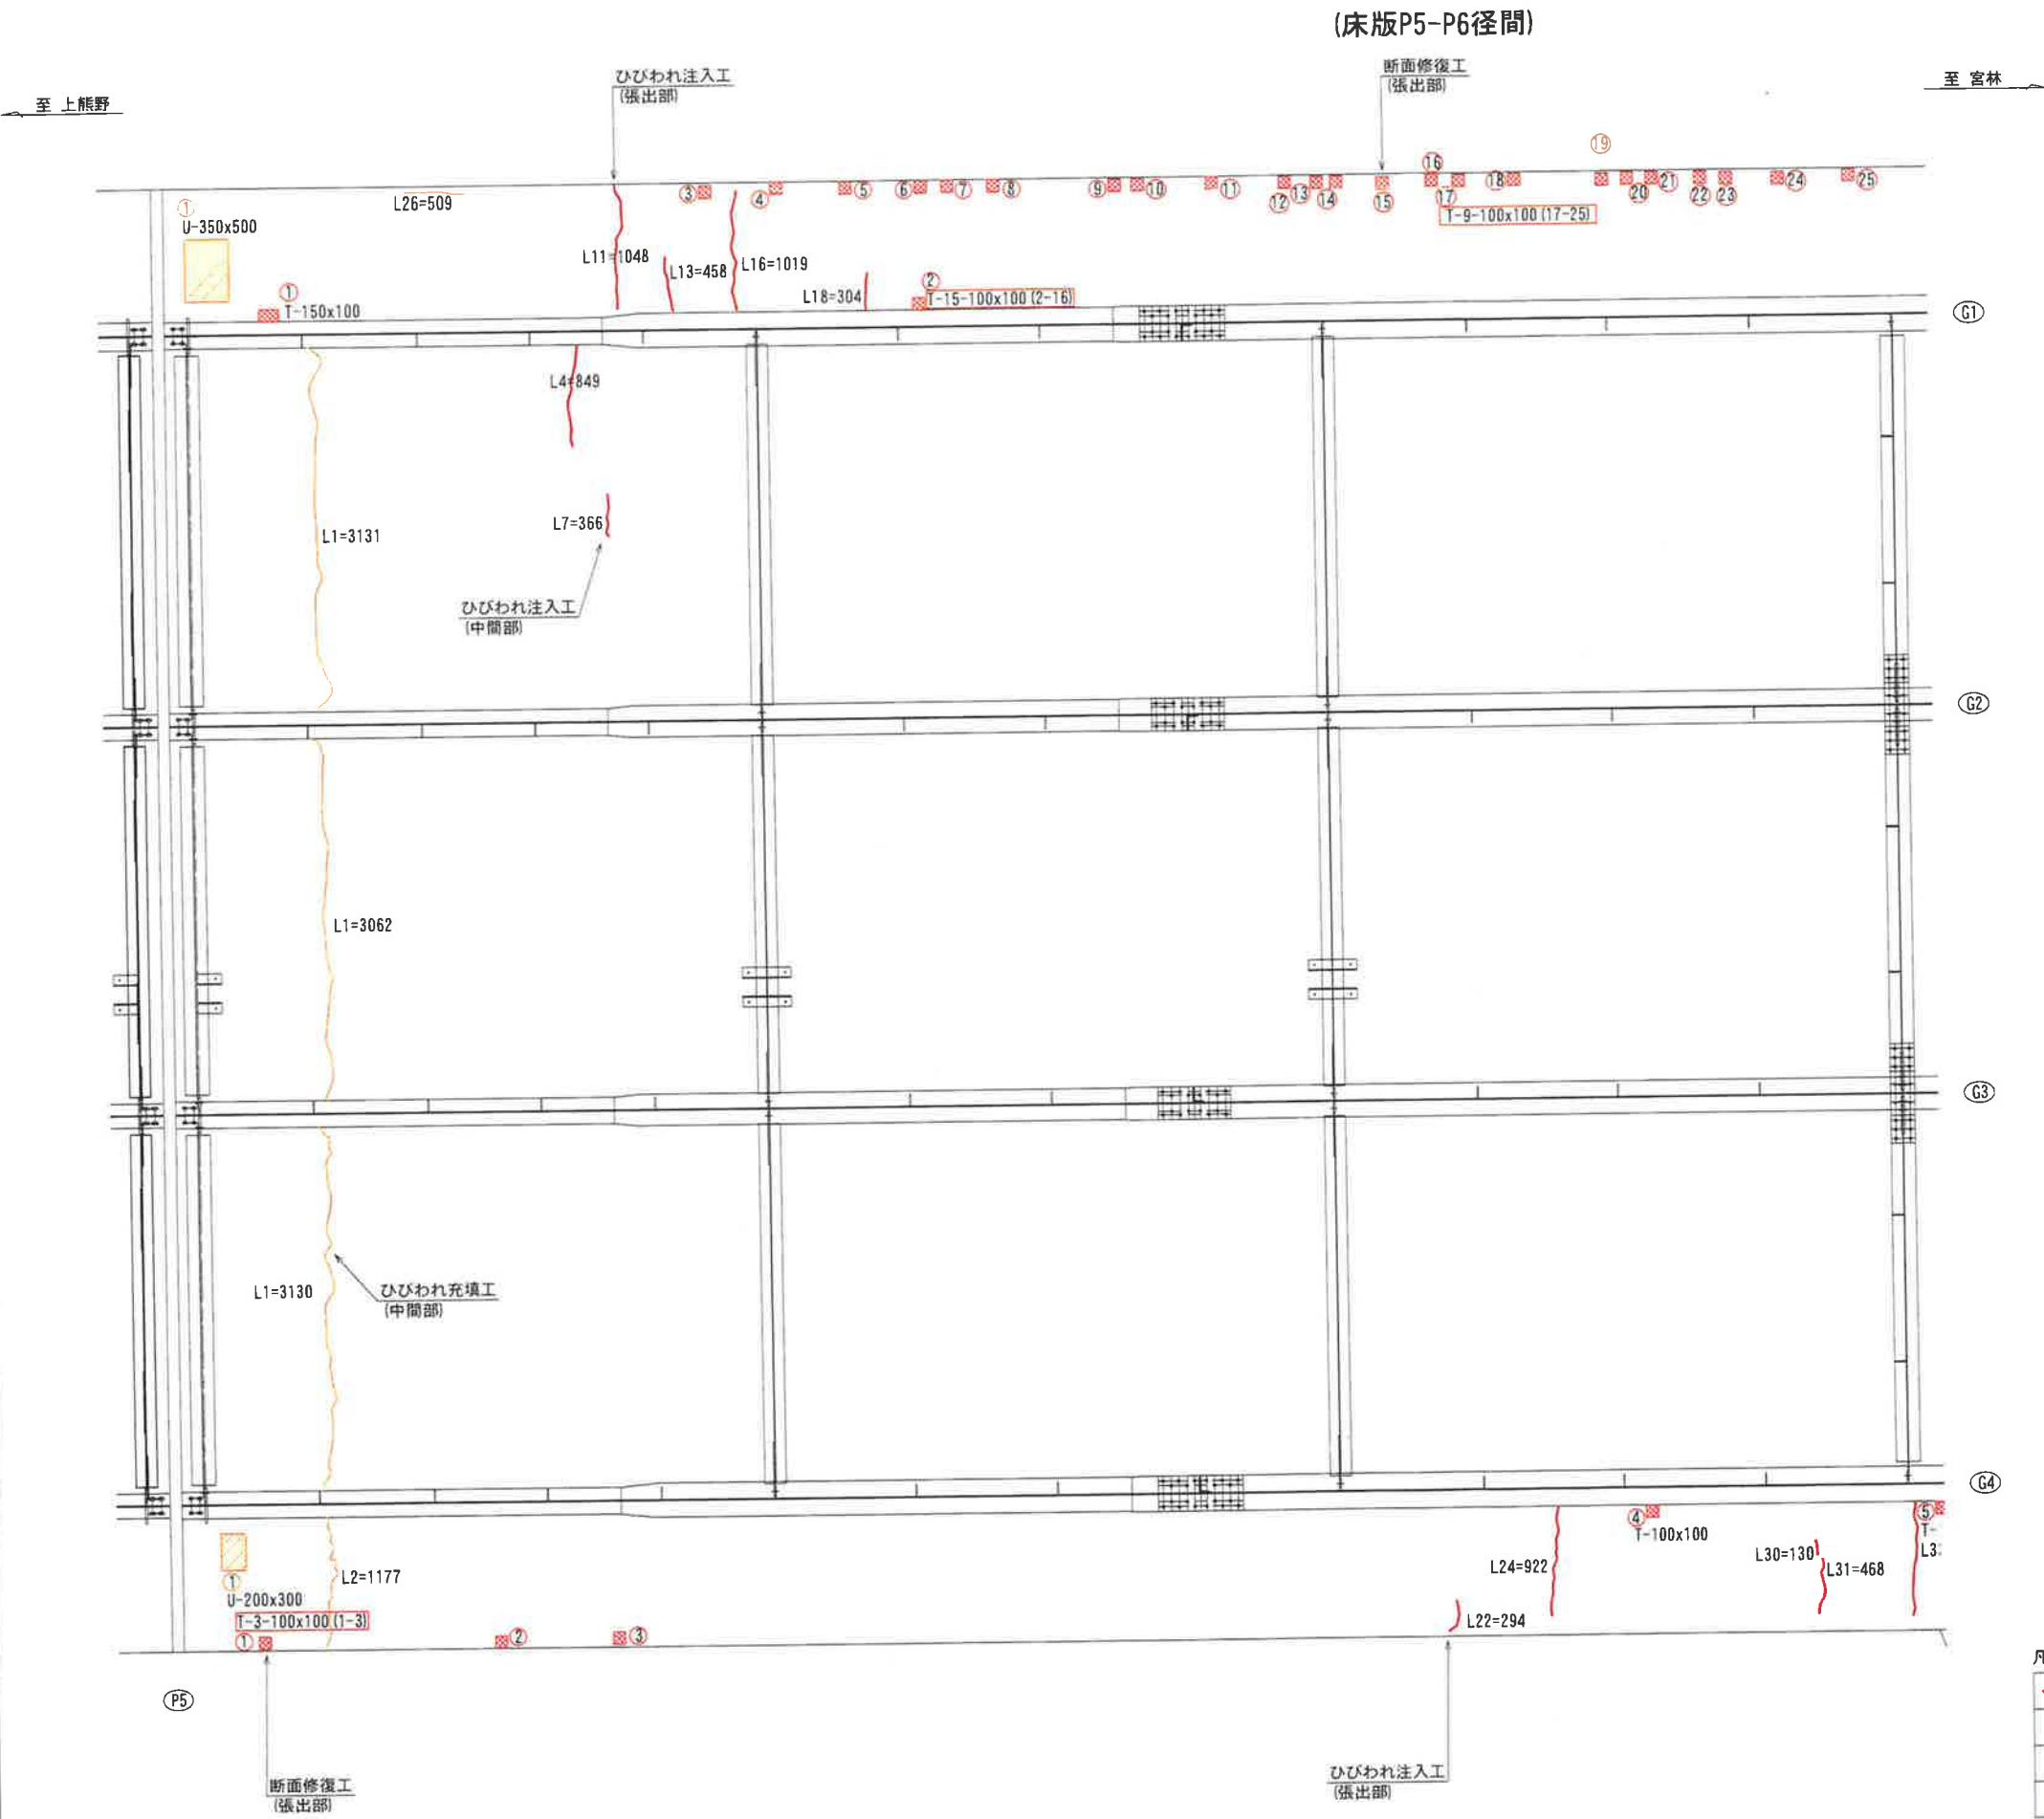 (床版P5-P6径間)
至 上熊野
ひびわれ注入工
(張出部)
断面修復工
(張出部)
至 宮林
⑲
⑯
① 
U-350x500
L26=509
③ ④ ⑤ ⑥ ⑦ ⑧ ⑨ ⑩ ⑪ ⑫ ⑬ ⑭ ⑮ ⑰ ⑱ ⑳ ㉑ ㉒ ㉓ ㉔ ㉕
T-9-100x100(17-25)
L11=1048
L13=458
L16=1019
L18=304
②
T-15-100x100(2-16)
①
T-150x100
G1
L4=849
L7=366
L1=3131
ひびわれ注入工
(中間部)
G2
L1=3062
G3
L1=3130
ひびわれ充填工
(中間部)
G4
④
T-100x100
⑤
T-
L3
L24=922
L30=130
L31=468
L22=294
L2=1177
①
U-200x300
T-3-100x100(1-3)
① ② ③
P5
断面修復工
(張出部)
ひびわれ注入工
(張出部)